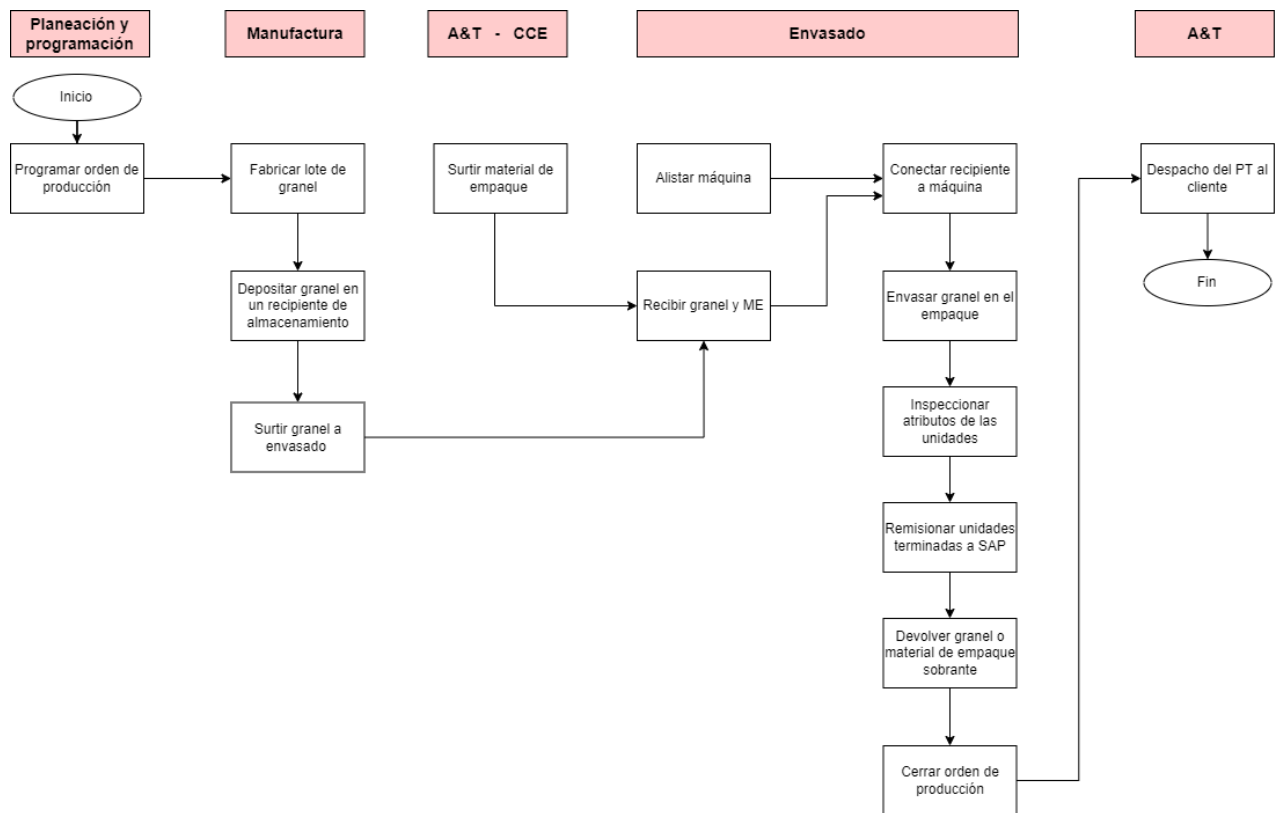 Planeación y
programación
Manufactura
A&T - CCE
Envasado
A&T
Inicio
Programar orden de
producción
Fabricar lote de
granel
Surtir material de
empaque
Alistar máquina
Conectar recipiente
a máquina
Despacho del PT al
cliente
Depositar granel en
un recipiente de
almacenamiento
Recibir granel y ME
Envasar granel en el
empaque
Fin
Surtir granel a
envasado
Inspeccionar
atributos de las
unidades
Remisionar unidades
terminadas a SAP
Devolver granel o
material de empaque
sobrante
Cerrar orden de
producción